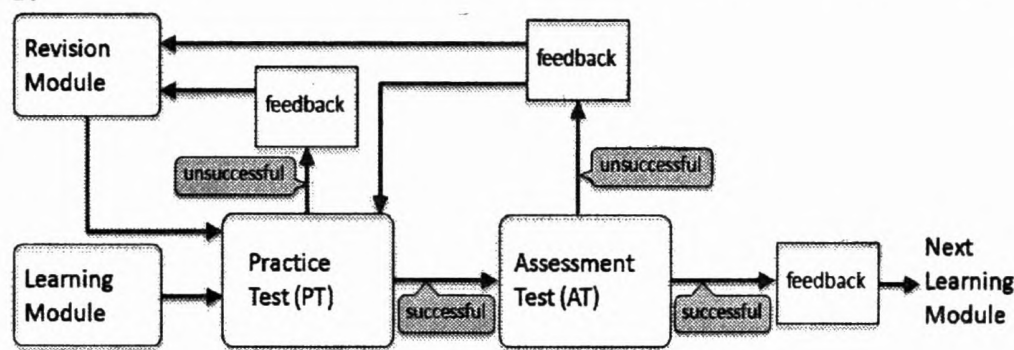 Revision
Module
feedback
feedback
unsuccessful
unsuccessful
Learning
Module
Practice
Test (PT)
successful
Assessment
Test (AT)
successful
feedback
Next
Learning
Module